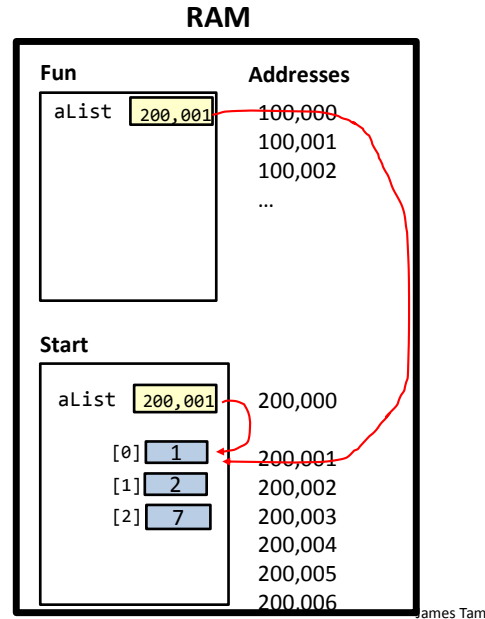 RAM
Fun Addresses
aList 200,001 100,000
100,001
100,002
…
Start
aList 200,001 200,000
[0] 1 200,001
[1] 2 200,002
[2] 7 200,003
200,004
200,005
200,006
James Tam